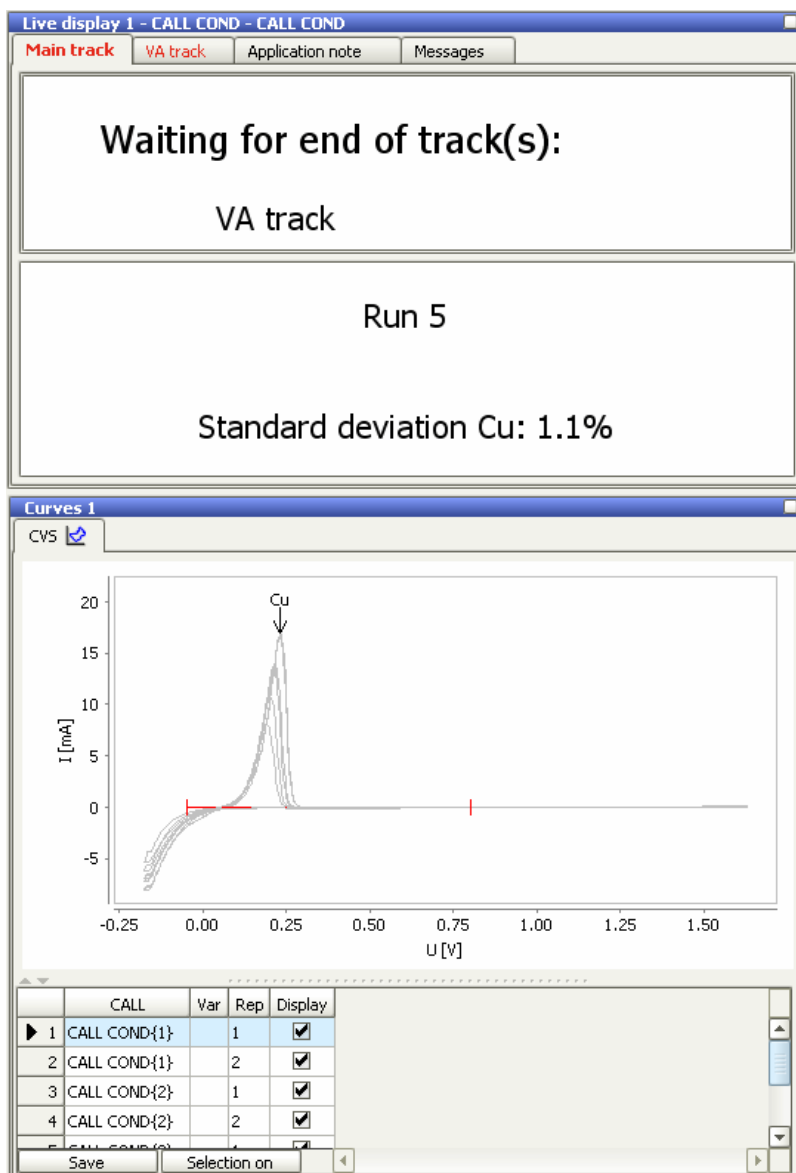 Live display 1 - CALL COND - CALL COND
Main track VA track Application note Messages
Waiting for end of track(s):
VA track
Run 5
Standard deviation Cu: 1.1%
Curves 1
CVS
Cu
20
15
10
5
0
-5
I [mA]
-0.25 0.00 0.25 0.50 0.75 1.00 1.25 1.50
U [V]
CALL Var Rep Display
1 CALL COND{1} 1
2 CALL COND{1} 2
3 CALL COND{2} 1
4 CALL COND{2} 2
Save Selection on